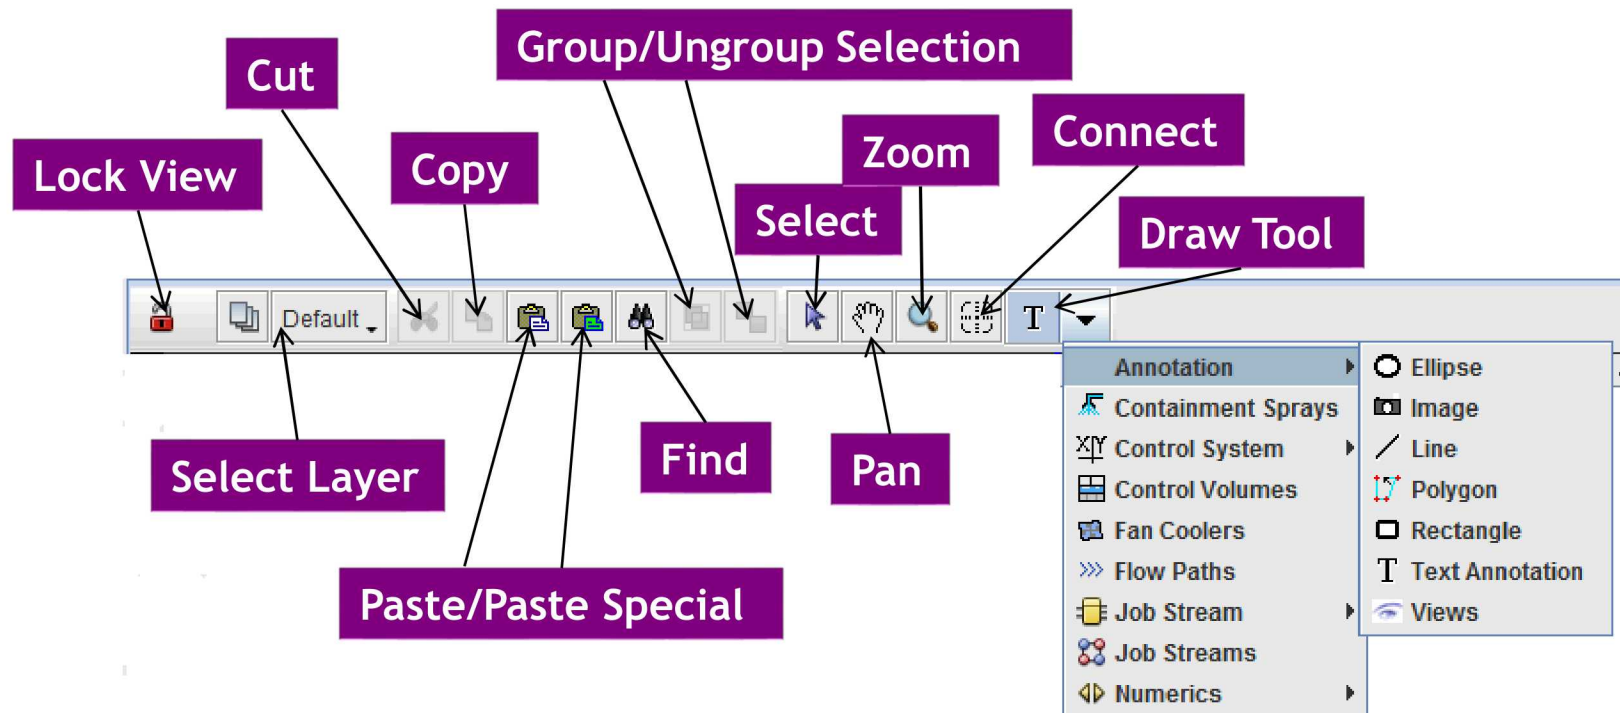 Group/Ungroup Selection
Cut
Connect
Zoom
Copy
Lock View
Select
Draw Tool
Default
T
Annotation
Ellipse
Containment Sprays
Image
X|Y Control System
Line
Control Volumes
Polygon
Fan Coolers
Rectangle
Flow Paths
T Text Annotation
Job Stream
Views
Job Streams
Numerics
Find
Select Layer
Pan
Paste/Paste Special